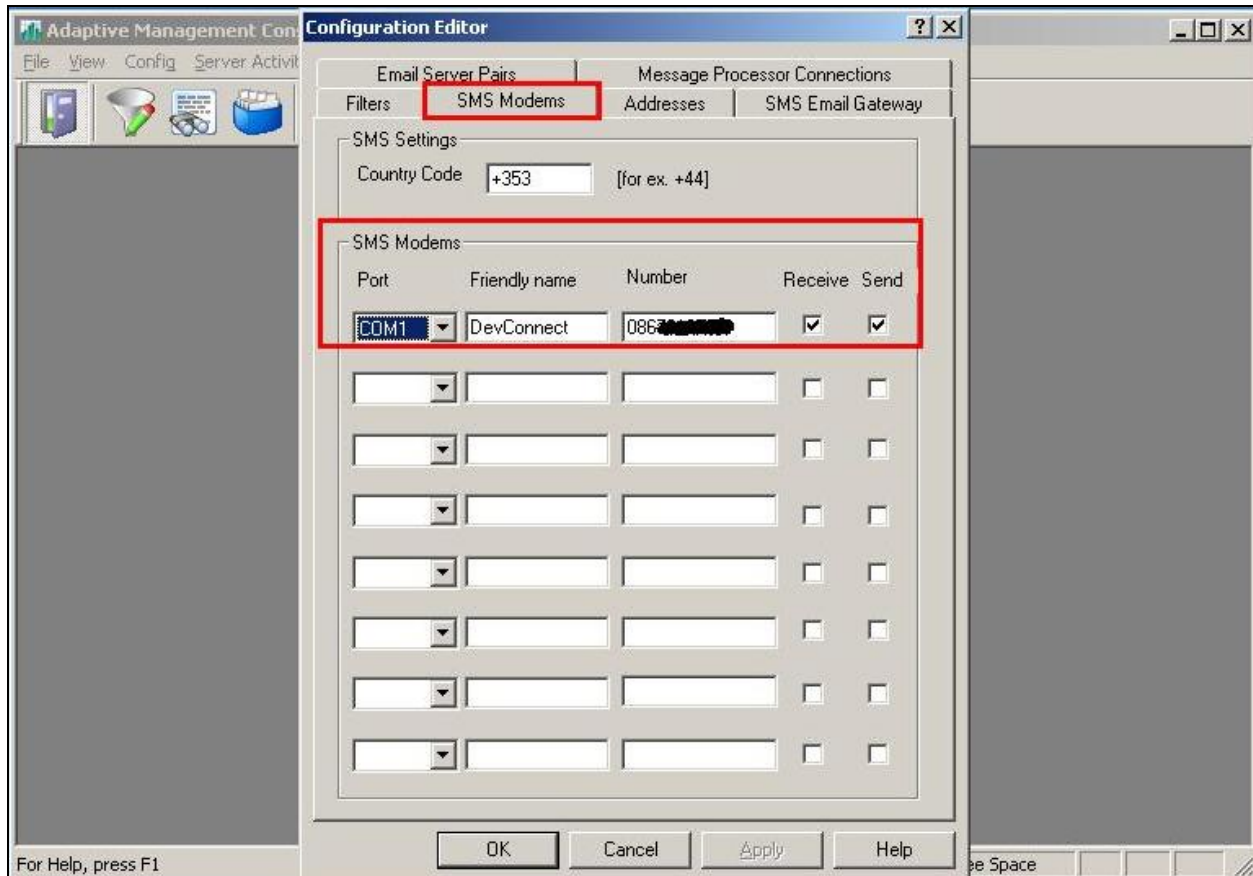 Adaptive Management Con
Configuration Editor
File View Config Server Activit
Email Server Pairs Message Processor Connections
Filters SMS Modems Addresses SMS Email Gateway
SMS Settings
Country Code +353 [for ex. +44]
SMS Modems
Port Friendly name Number Receive Send
COM1 DevConnect 086
OK Cancel Apply Help
For Help, press F1
ee Space